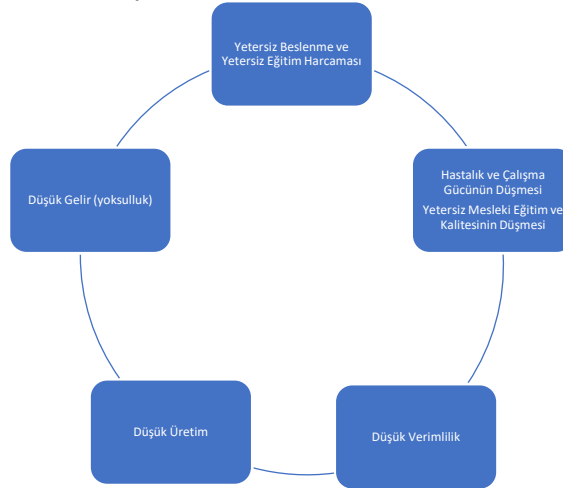 Yetersiz Beslenme ve
Yetersiz Eğitim Harcaması
Hastalık ve Çalışma
Gücünün Düşmesi
Yetersiz Mesleki Eğitim ve
Kalitesinin Düşmesi
Düşük Verimlilik
Düşük Üretim
Düşük Gelir (yoksulluk)